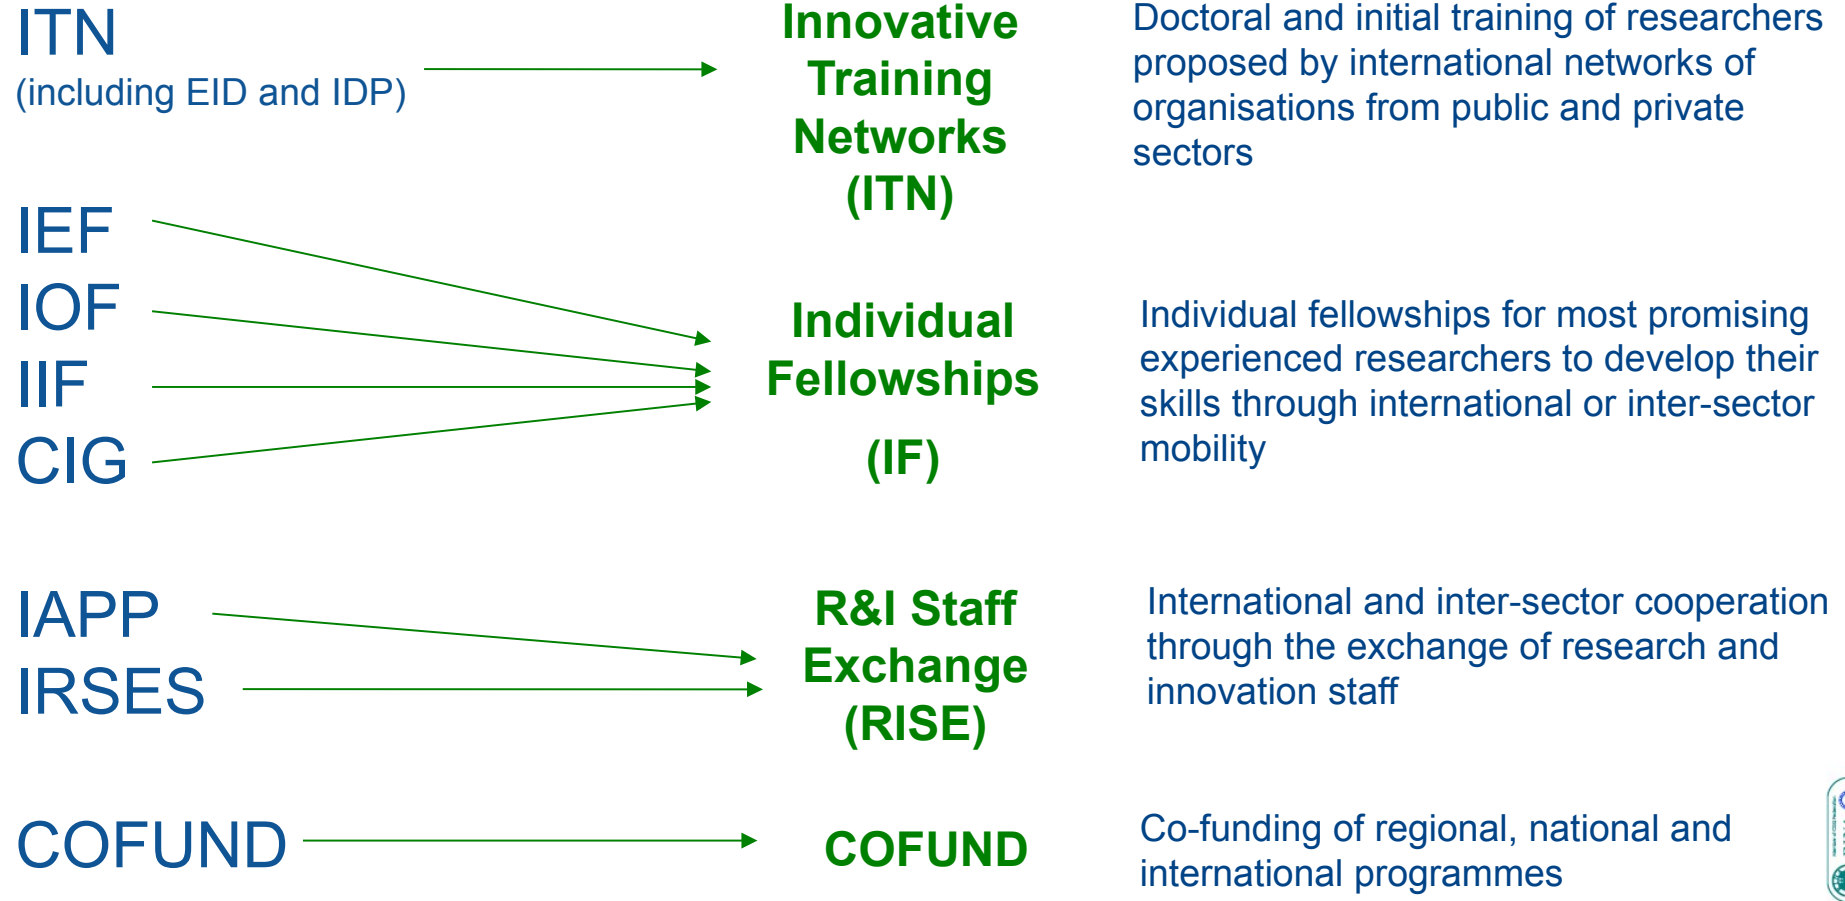 ITN
(including EID and IDP)
Innovative
Training
Networks
(ITN)
Doctoral and initial training of researchers
proposed by international networks of
organisations from public and private
sectors
IEF
IOF
IIF
CIG
Individual
Fellowships
(IF)
Individual fellowships for most promising
experienced researchers to develop their
skills through international or inter-sector
mobility
IAPP
IRSES
R&I Staff
Exchange
(RISE)
International and inter-sector cooperation
through the exchange of research and
innovation staff
COFUND
COFUND
Co-funding of regional, national and
international programmes